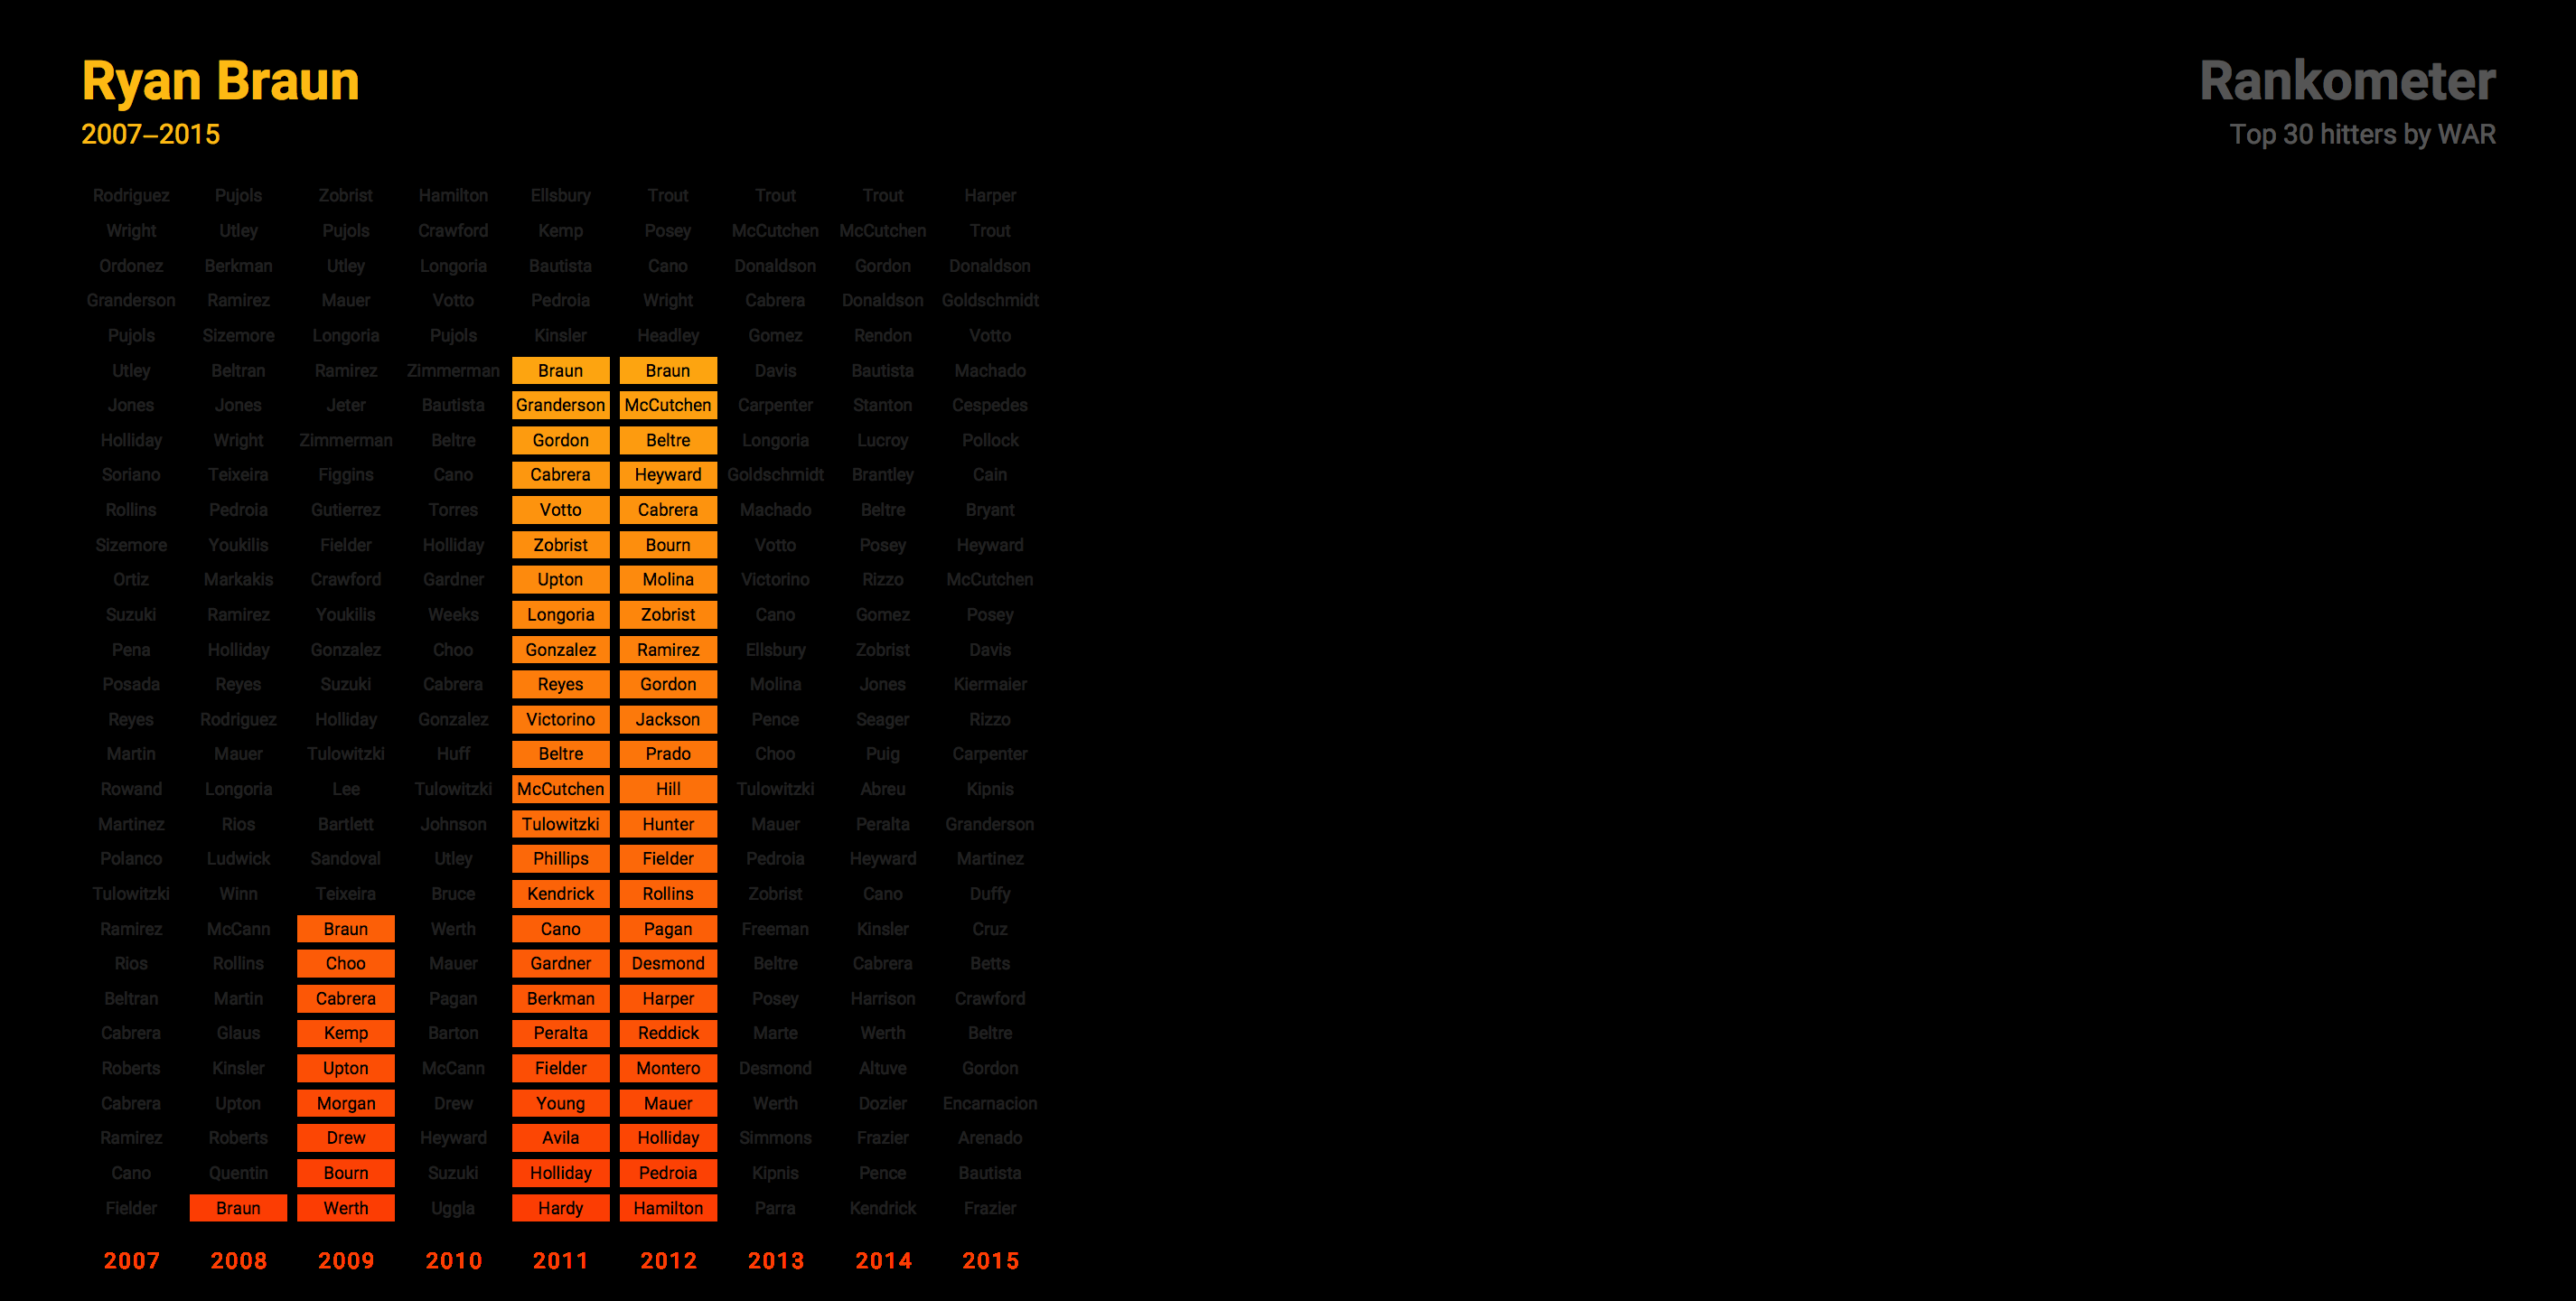 Ryan Braun
2007–2015
Rankometer
Top 30 hitters by WAR
Rodriguez Pujols Zobrist Hamilton Ellsbury Trout Trout Trout Harper
Wright Utley Pujols Crawford Kemp Posey McCutchen McCutchen Trout
Ordonez Berkman Utley Longoria Bautista Cano Donaldson Gordon Donaldson
Granderson Ramirez Mauer Votto Pedroia Wright Cabrera Donaldson Goldschmidt
Pujols Sizemore Longoria Pujols Kinsler Headley Gomez Rendon Votto
Utley Beltran Ramirez Zimmerman Braun Braun Davis Bautista Machado
Jones Jones Jeter Bautista Granderson McCutchen Carpenter Stanton Cespedes
Holliday Wright Zimmerman Beltre Gordon Beltre Longoria Lucroy Pollock
Soriano Teixeira Figgins Cano Cabrera Heyward Goldschmidt Brantley Cain
Rollins Pedroia Gutierrez Torres Votto Cabrera Machado Beltre Bryant
Sizemore Youkilis Fielder Holliday Zobrist Bourn Votto Posey Heyward
Ortiz Markakis Crawford Gardner Upton Molina Victorino Rizzo McCutchen
Suzuki Ramirez Youkilis Weeks Longoria Zobrist Cano Gomez Posey
Pena Holliday Gonzalez Choo Gonzalez Ramirez Ellsbury Zobrist Davis
Posada Reyes Suzuki Cabrera Reyes Gordon Molina Jones Kiermaier
Reyes Rodriguez Holliday Gonzalez Victorino Jackson Pence Seager Rizzo
Martin Mauer Tulowitzki Huff Beltre Prado Choo Puig Carpenter
Rowand Longoria Lee Tulowitzki McCutchen Hill Tulowitzki Abreu Kipnis
Martinez Rios Bartlett Johnson Tulowitzki Hunter Mauer Peralta Granderson
Polanco Ludwick Sandoval Utley Phillips Fielder Pedroia Heyward Martinez
Tulowitzki Winn Teixeira Bruce Kendrick Rollins Zobrist Cano Duffy
Ramirez McCann Braun Werth Cano Pagan Freeman Kinsler Cruz
Rios Rollins Choo Mauer Gardner Desmond Beltre Cabrera Betts
Beltran Martin Cabrera Pagan Berkman Harper Posey Harrison Crawford
Cabrera Glaus Kemp Barton Peralta Reddick Marte Werth Beltre
Roberts Kinsler Upton McCann Fielder Montero Desmond Altuve Gordon
Cabrera Upton Morgan Drew Young Mauer Werth Dozier Encarnacion
Ramirez Roberts Drew Heyward Avila Holliday Simmons Frazier Arenado
Cano Quentin Bourn Suzuki Holliday Pedroia Kipnis Pence Bautista
Fielder Braun Werth Uggla Hardy Hamilton Parra Kendrick Frazier
2007 2008 2009 2010 2011 2012 2013 2014 2015